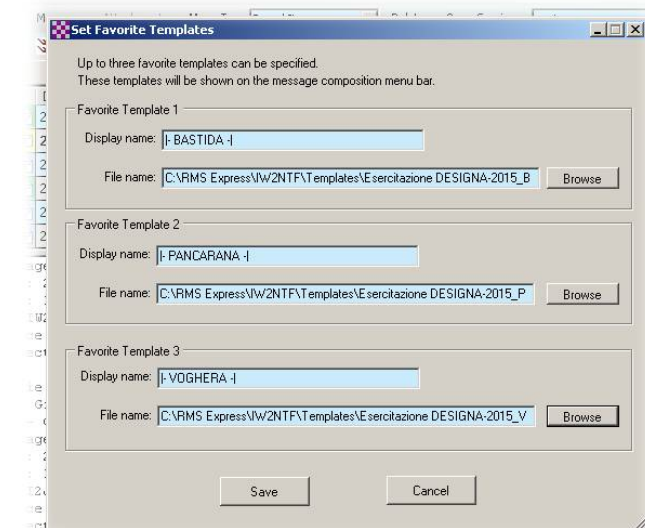 Set Favorite Templates
Up to three favorite templates can be specified.
These templates will be shown on the message composition menu bar.
Favorite Template 1
Display name: |- BASTIDA -|
File name: C:\RMS Express\IW2NTF\Templates\Esercitazione DESIGNA-2015_B Browse
Favorite Template 2
Display name: |- PANCARANA -|
File name: C:\RMS Express\IW2NTF\Templates\Esercitazione DESIGNA-2015_P Browse
Favorite Template 3
Display name: |- VOGHERA -|
File name: C:\RMS Express\IW2NTF\Templates\Esercitazione DESIGNA-2015_V Browse
Save Cancel